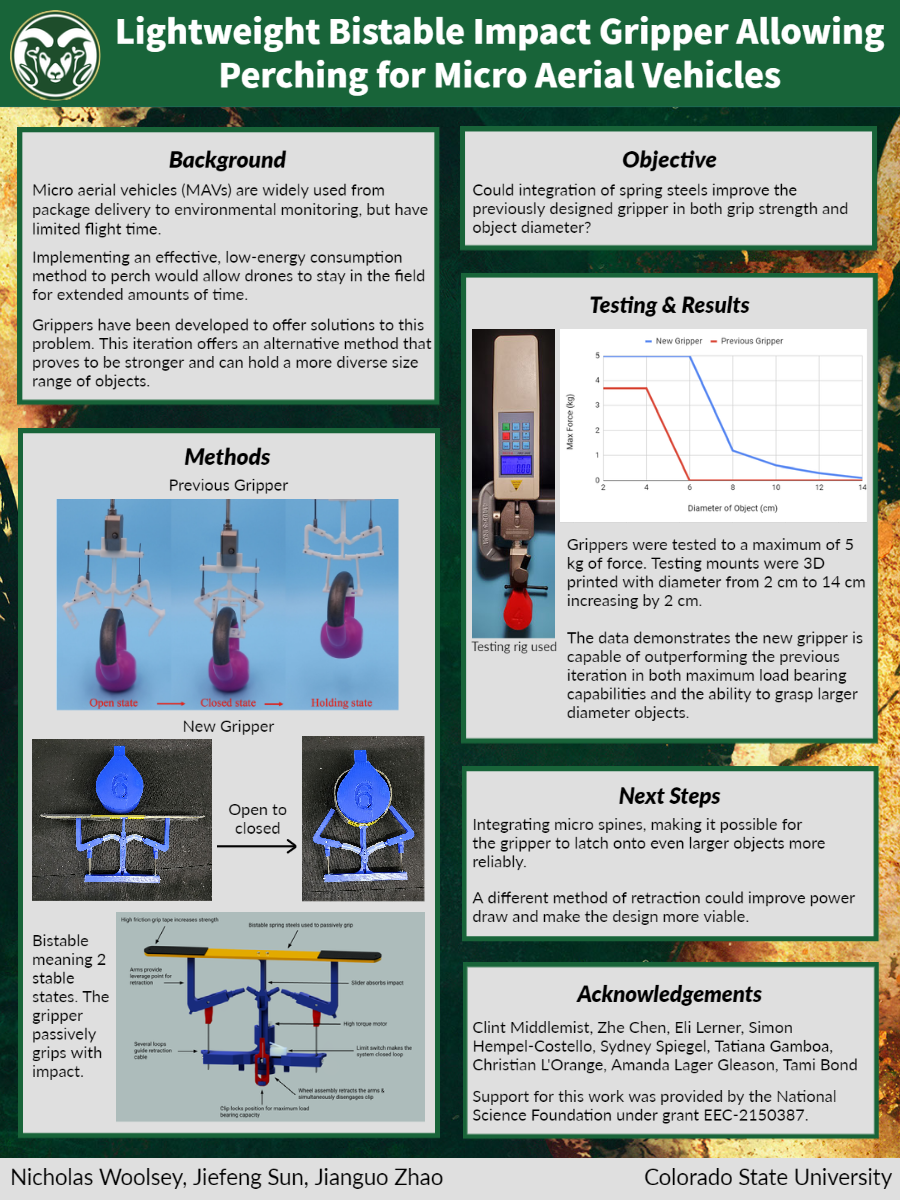 Lightweight Bistable Impact Gripper Allowing
Perching for Micro Aerial Vehicles
Background
Micro aerial vehicles (MAVs) are widely used from
package delivery to environmental monitoring, but have
limited flight time.
Implementing an effective, low-energy consumption
method to perch would allow drones to stay in the field
for extended amounts of time.
Grippers have been developed to offer solutions to this
problem. This iteration offers an alternative method that
proves to be stronger and can hold a more diverse size
range of objects.
Methods
Previous Gripper
Open state
Closed state
Holding state
New Gripper
6
Open to
closed
6
Bistable
meaning 2
stable
states. The
gripper
passively
grips with
impact.
High friction grip tape increases strength
Bistable spring steels used to passively grip
Arms provide
leverage point for
retraction
Slider absorbs impact
High torque motor
Several loops
guide retraction
cable
Limit switch makes the
system closed loop
Wheel assembly retracts the arms &
simultaneously disengages clip
Clip locks position for maximum load
bearing capacity
Objective
Could integration of spring steels improve the
previously designed gripper in both grip strength and
object diameter?
Testing & Results
New Gripper
Previous Gripper
Max Force (kg)
5
4
3
2
1
0
2 4 6 8 10 12 14
Diameter of Object (cm)
Testing rig used
Grippers were tested to a maximum of 5
kg of force. Testing mounts were 3D
printed with diameter from 2 cm to 14 cm
increasing by 2 cm.
The data demonstrates the new gripper is
capable of outperforming the previous
iteration in both maximum load bearing
capabilities and the ability to grasp larger
diameter objects.
Next Steps
Integrating micro spines, making it possible for
the gripper to latch onto even larger objects more
reliably.
A different method of retraction could improve power
draw and make the design more viable.
Acknowledgements
Clint Middlemist, Zhe Chen, Eli Lerner, Simon
Hempel-Costello, Sydney Spiegel, Tatiana Gamboa,
Christian L'Orange, Amanda Lager Gleason, Tami Bond
Support for this work was provided by the National
Science Foundation under grant EEC-2150387.
Nicholas Woolsey, Jiefeng Sun, Jianguo Zhao
Colorado State University